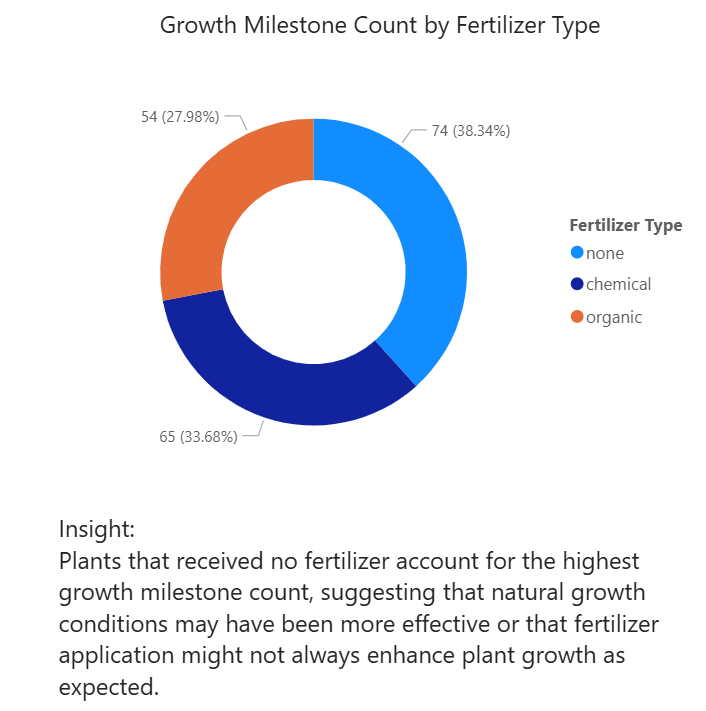 Growth Milestone Count by Fertilizer Type
54 (27.98%)
74 (38.34%)
Fertilizer Type
none
chemical
organic
65 (33.68%)
Insight:
Plants that received no fertilizer account for the highest
growth milestone count, suggesting that natural growth
conditions may have been more effective or that fertilizer
application might not always enhance plant growth as
expected.